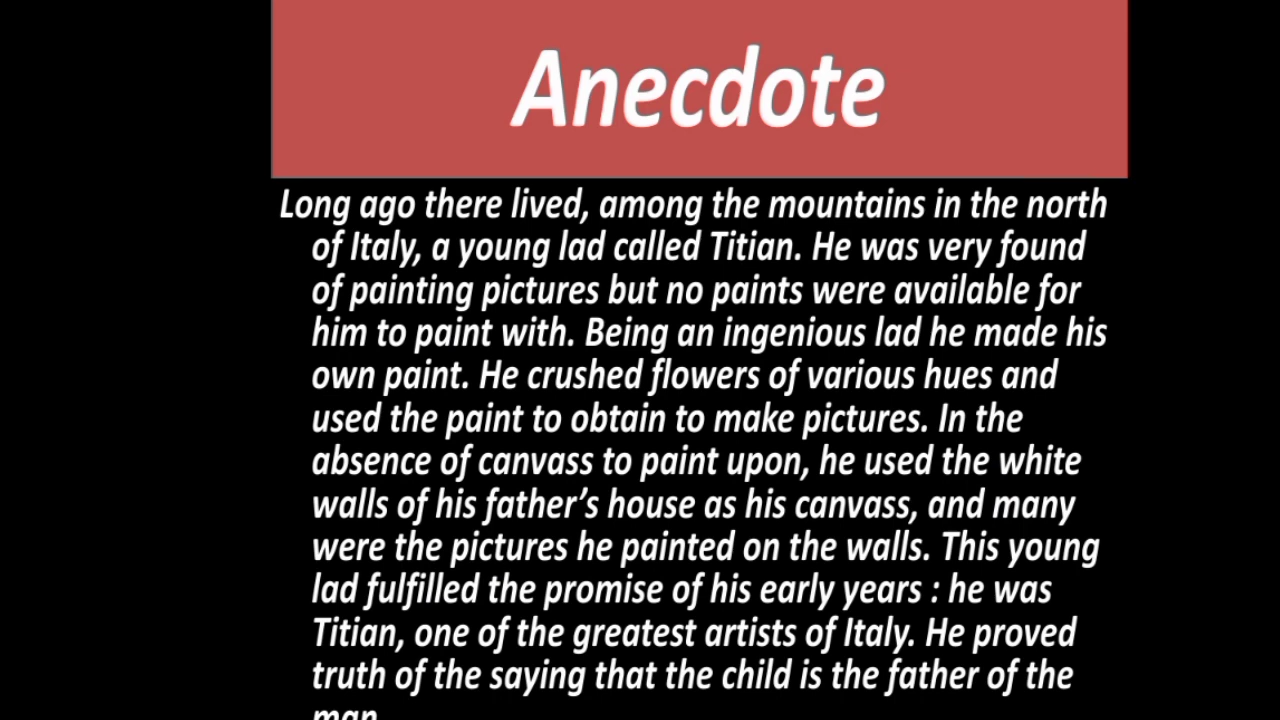 Anecdote
Long ago there lived, among the mountains in the north
of Italy, a young lad called Titian. He was very found
of painting pictures but no paints were available for
him to paint with. Being an ingenious lad he made his
own paint. He crushed flowers of various hues and
used the paint to obtain to make pictures. In the
absence of canvass to paint upon, he used the white
walls of his father’s house as his canvass, and many
were the pictures he painted on the walls. This young
lad fulfilled the promise of his early years : he was
Titian, one of the greatest artists of Italy. He proved
truth of the saying that the child is the father of the
man